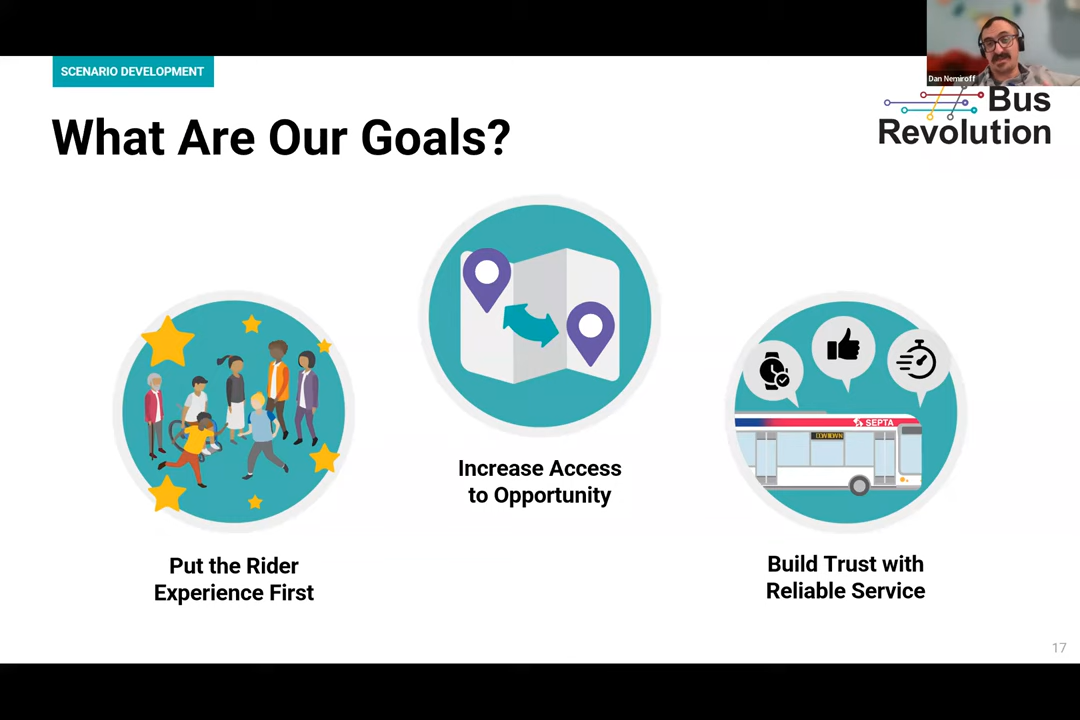 SCENARIO DEVELOPMENT
Dan Nemiroff
Bus
Revolution
What Are Our Goals?
SEPTA
Increase Access
to Opportunity
Put the Rider
Experience First
Build Trust with
Reliable Service
17